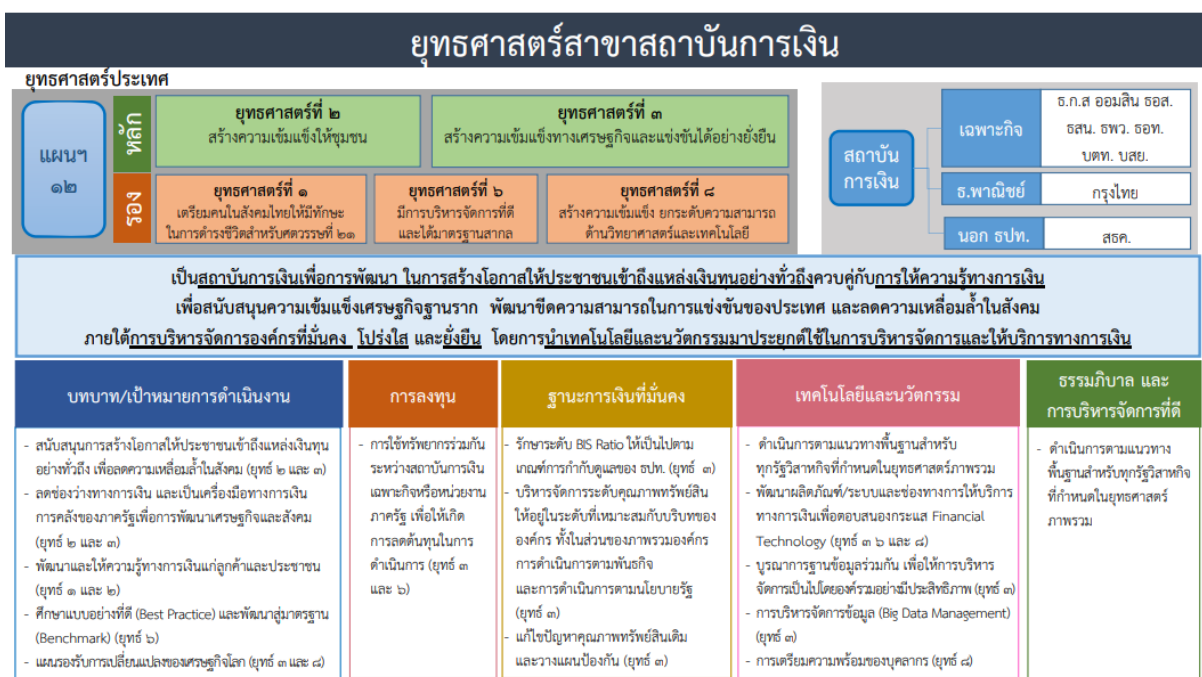 ยุทธศาสตร์สาขาสถาบันการเงิน
ยุทธศาสตร์ประเทศ
แผนฯ
๑๒
หลัก
ยุทธศาสตร์ที่ ๒
สร้างความเข้มแข็งให้ชุมชน
ยุทธศาสตร์ที่ ๓
สร้างความเข้มแข็งทางเศรษฐกิจและแข่งขันได้อย่างยั่งยืน
รอง
ยุทธศาสตร์ที่ ๑
เตรียมคนในสังคมไทยให้มีทักษะ
ในการดำรงชีวิตสำหรับศตวรรษที่ ๒๑
ยุทธศาสตร์ที่ ๖
มีการบริหารจัดการที่ดี
และได้มาตรฐานสากล
ยุทธศาสตร์ที่ ๘
สร้างความเข้มแข็ง ยกระดับความสามารถ
ด้านวิทยาศาสตร์และเทคโนโลยี
สถาบัน
การเงิน
เฉพาะกิจ
ธ.ก.ส ออมสิน ธอส.
ธสน. ธพว. ธอท.
บตท. บสย.
ธ.พาณิชย์
กรุงไทย
นอก ธปท.
สธค.
เป็นสถาบันการเงินเพื่อการพัฒนา ในการสร้างโอกาสให้ประชาชนเข้าถึงแหล่งเงินทุนอย่างทั่วถึงควบคู่กับการให้ความรู้ทางการเงิน
เพื่อสนับสนุนความเข้มแข็งเศรษฐกิจฐานราก พัฒนาขีดความสามารถในการแข่งขันของประเทศ และลดความเหลื่อมล้ำในสังคม
ภายใต้การบริหารจัดการองค์กรที่มั่นคง โปร่งใส และยั่งยืน โดยการนำเทคโนโลยีและนวัตกรรมมาประยุกต์ใช้ในการบริหารจัดการและให้บริการทางการเงิน
บทบาท/เป้าหมายการดำเนินงาน
- สนับสนุนการสร้างโอกาสให้ประชาชนเข้าถึงแหล่งเงินทุน
อย่างทั่วถึง เพื่อลดความเหลื่อมล้ำในสังคม (ยุทธ์ ๒ และ ๓)
- ลดช่องว่างทางการเงิน และเป็นเครื่องมือทางการเงิน
การคลังของภาครัฐเพื่อการพัฒนาเศรษฐกิจและสังคม
(ยุทธ์ ๒ และ ๓)
- พัฒนาและให้ความรู้ทางการเงินแก่ลูกค้าและประชาชน
(ยุทธ์ ๑ และ ๒)
- ศึกษาแบบอย่างที่ดี (Best Practice) และพัฒนาสู่มาตรฐาน
(Benchmark) (ยุทธ์ ๖)
- แผนรองรับการเปลี่ยนแปลงของเศรษฐกิจโลก (ยุทธ์ ๓ และ ๘)
การลงทุน
- การใช้ทรัพยากรร่วมกัน
ระหว่างสถาบันการเงิน
เฉพาะกิจหรือหน่วยงาน
ภาครัฐ เพื่อให้เกิด
การลดต้นทุนในการ
ดำเนินการ (ยุทธ์ ๓
และ ๖)
ฐานะการเงินที่มั่นคง
- รักษาระดับ BIS Ratio ให้เป็นไปตาม
เกณฑ์การกำกับดูแลของ ธปท. (ยุทธ์ ๓)
- บริหารจัดการระดับคุณภาพทรัพย์สิน
ให้อยู่ในระดับที่เหมาะสมกับบริบทของ
องค์กร ทั้งในส่วนของภาพรวมองค์กร
การดำเนินการตามพันธกิจ
และการดำเนินการตามนโยบายรัฐ
(ยุทธ์ ๓)
- แก้ไขปัญหาคุณภาพทรัพย์สินเดิม
และวางแผนป้องกัน (ยุทธ์ ๓)
เทคโนโลยีและนวัตกรรม
- ดำเนินการตามแนวทางพื้นฐานสำหรับ
ทุกรัฐวิสาหกิจที่กำหนดในยุทธศาสตร์ภาพรวม
- พัฒนาผลิตภัณฑ์/ระบบและช่องทางการให้บริการ
ทางการเงินเพื่อตอบสนองกระแส Financial
Technology (ยุทธ์ ๓ ๖ และ ๘)
- บูรณาการฐานข้อมูลร่วมกัน เพื่อให้การบริหาร
จัดการเป็นไปโดยองค์รวมอย่างมีประสิทธิภาพ (ยุทธ์ ๓)
- การบริหารจัดการข้อมูล (Big Data Management)
(ยุทธ์ ๓)
- การเตรียมความพร้อมของบุคลากร (ยุทธ์ ๘)
ธรรมภิบาล และ
การบริหารจัดการที่ดี
- ดำเนินการตามแนวทาง
พื้นฐานสำหรับทุกรัฐวิสาหกิจ
ที่กำหนดในยุทธศาสตร์
ภาพรวม